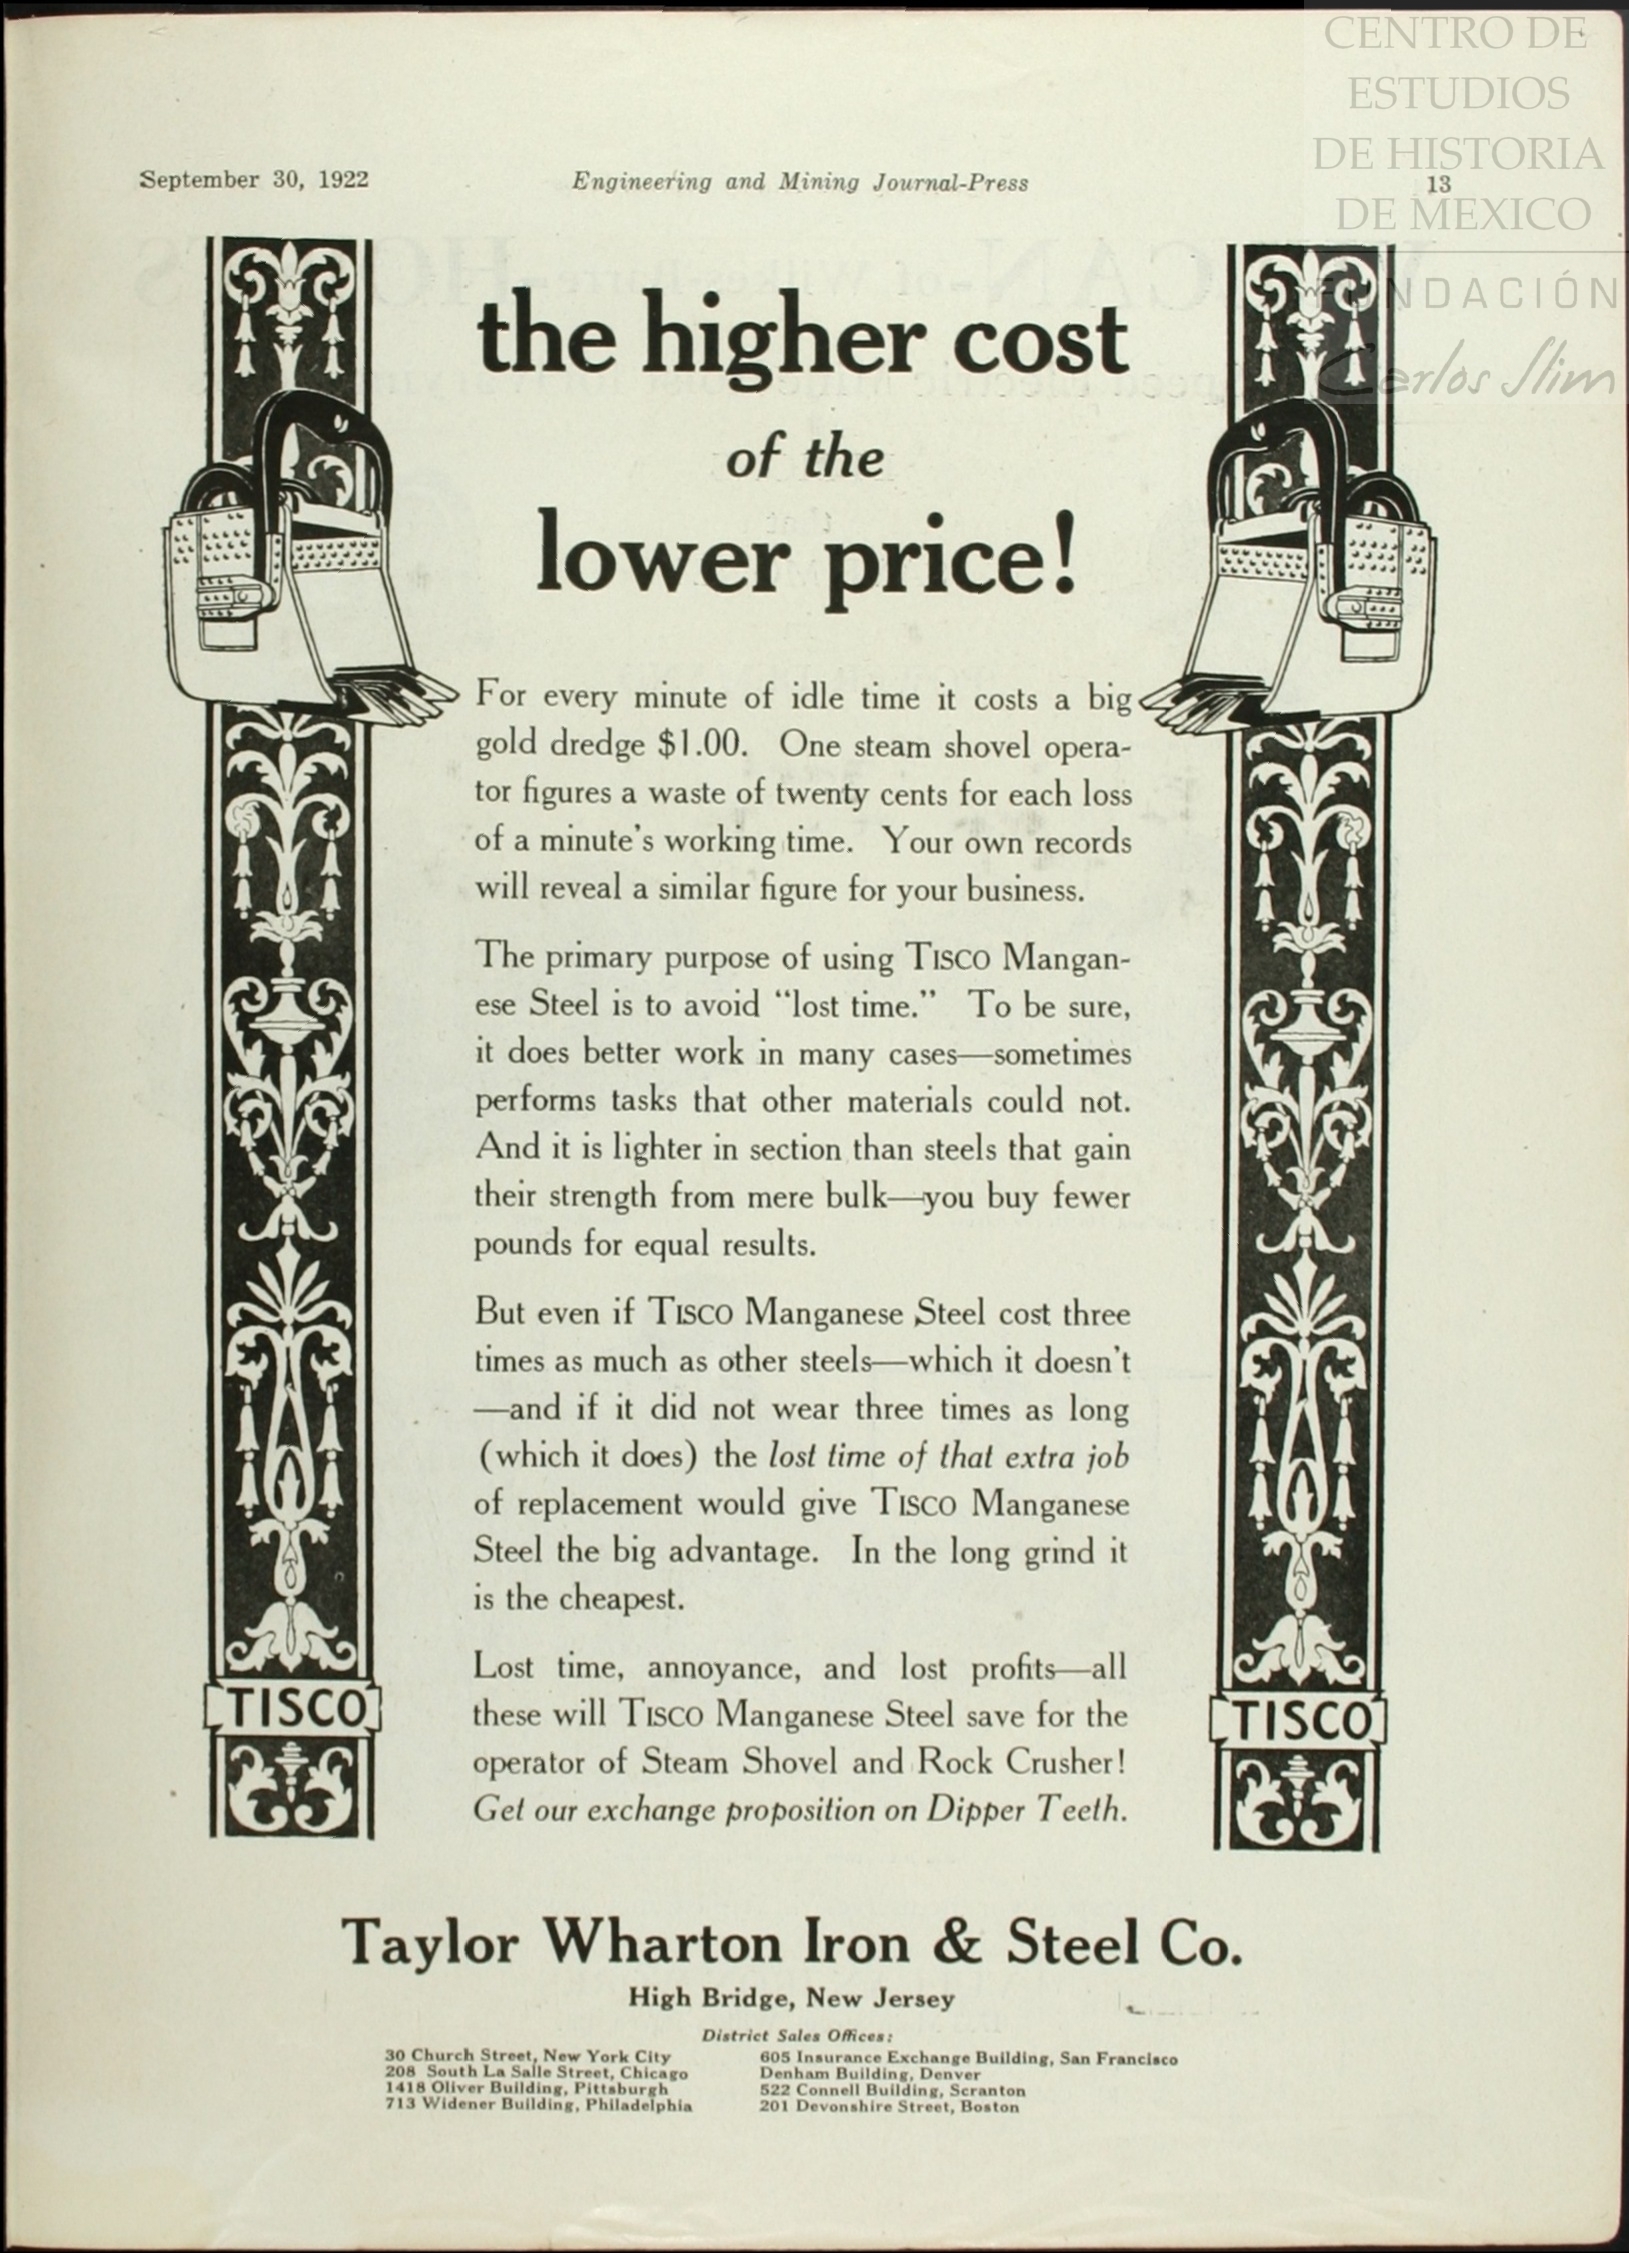 CENTRO DE
ESTUDIOS
DE HISTORIA
DE MEXICO
FUNDACIÓN
Carlos Slim
September 30, 1922
Engineering and Mining Journal-Press
13
the higher cost
of the
lower price!
For every minute of idle time it costs a big
gold dredge $1.00. One steam shovel opera-
tor figures a waste of twenty cents for each loss
of a minute's working time. Your own records
will reveal a similar figure for your business.
The primary purpose of using TISCO Mangan-
ese Steel is to avoid "lost time." To be sure,
it does better work in many cases—sometimes
performs tasks that other materials could not.
And it is lighter in section than steels that gain
their strength from mere bulk—you buy fewer
pounds for equal results.
But even if TISCO Manganese Steel cost three
times as much as other steels—which it doesn't
—and if it did not wear three times as long
(which it does) the lost time of that extra job
of replacement would give TISCO Manganese
Steel the big advantage. In the long grind it
is the cheapest.
Lost time, annoyance, and lost profits—all
these will TISCO Manganese Steel save for the
operator of Steam Shovel and Rock Crusher!
Get our exchange proposition on Dipper Teeth.
TISCO
TISCO
Taylor Wharton Iron & Steel Co.
High Bridge, New Jersey
District Sales Offices:
30 Church Street, New York City
208 South La Salle Street, Chicago
1418 Oliver Building, Pittsburgh
713 Widener Building, Philadelphia
605 Insurance Exchange Building, San Francisco
Denham Building, Denver
522 Connell Building, Scranton
201 Devonshire Street, Boston